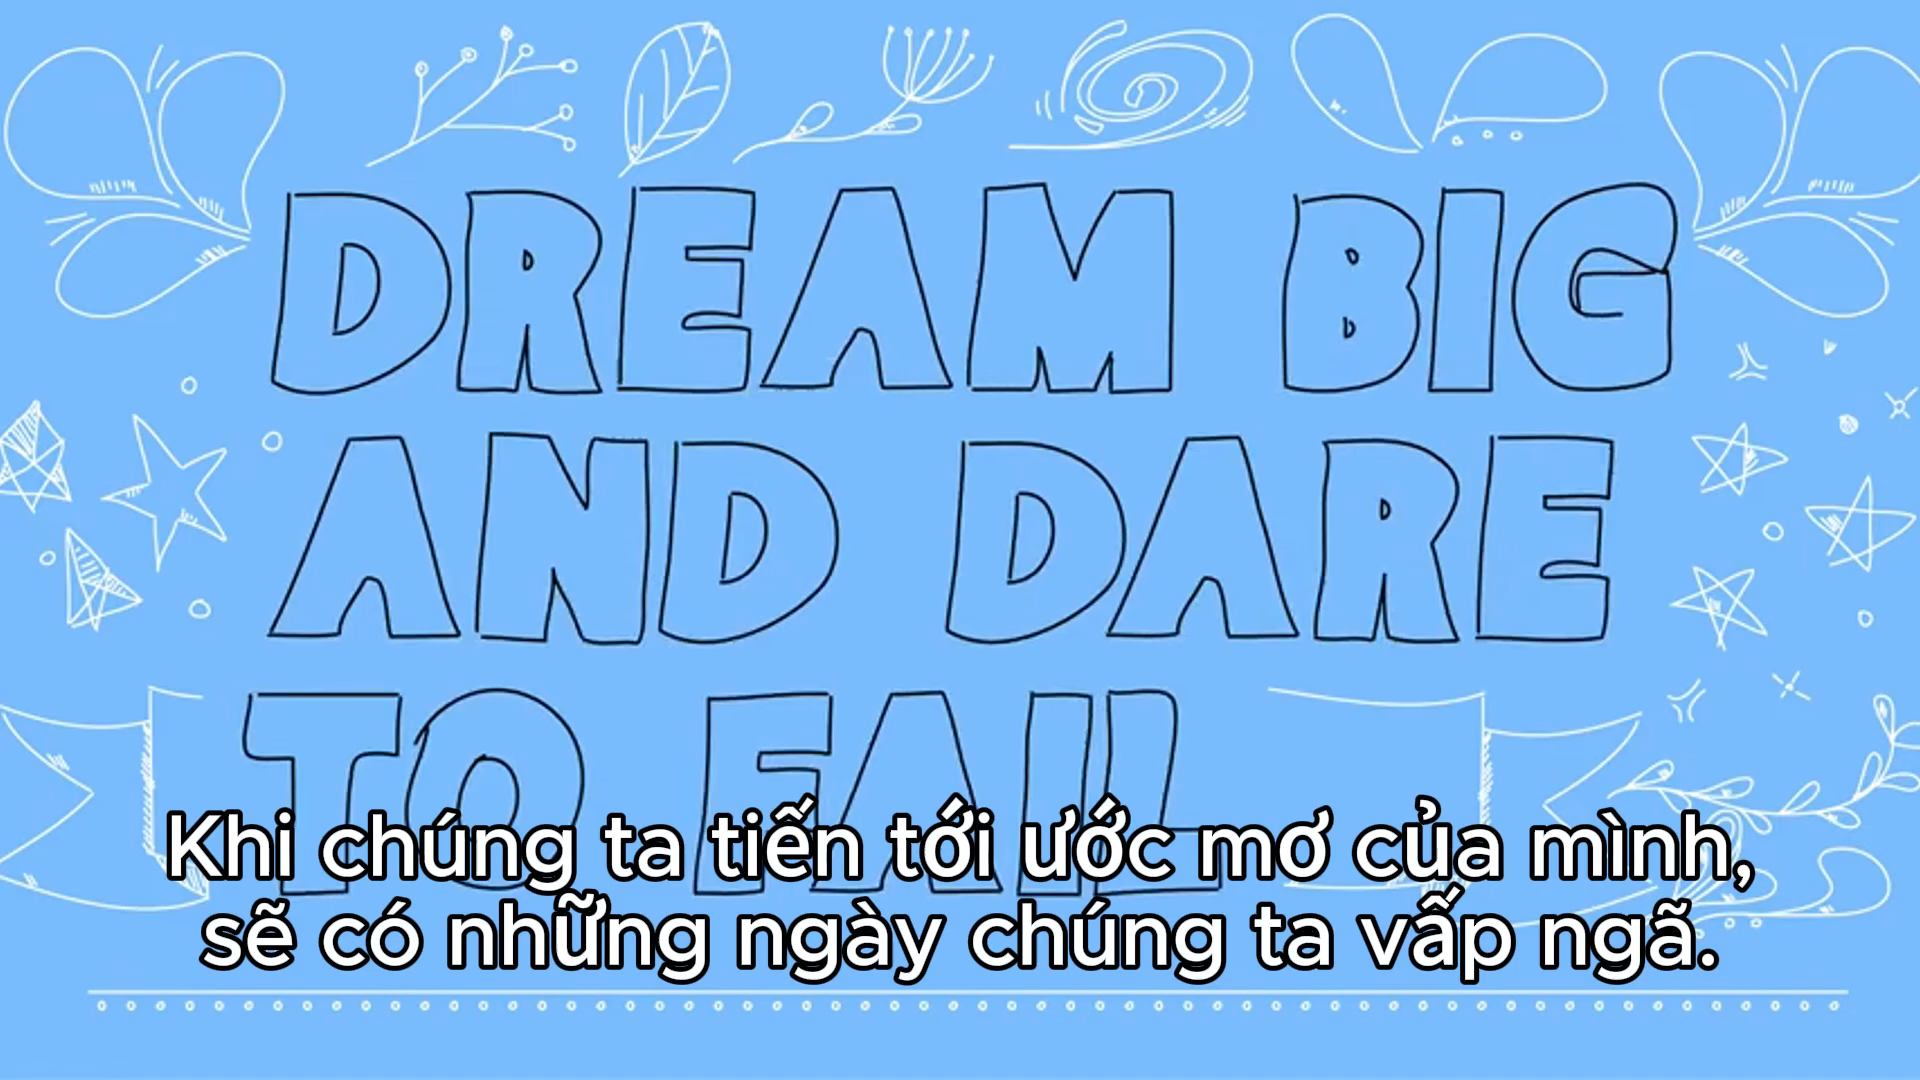 DREAM BIG
AND DARE
TO FAIL
Khi chúng ta tiến tới ước mơ của mình,
sẽ có những ngày chúng ta vấp ngã.